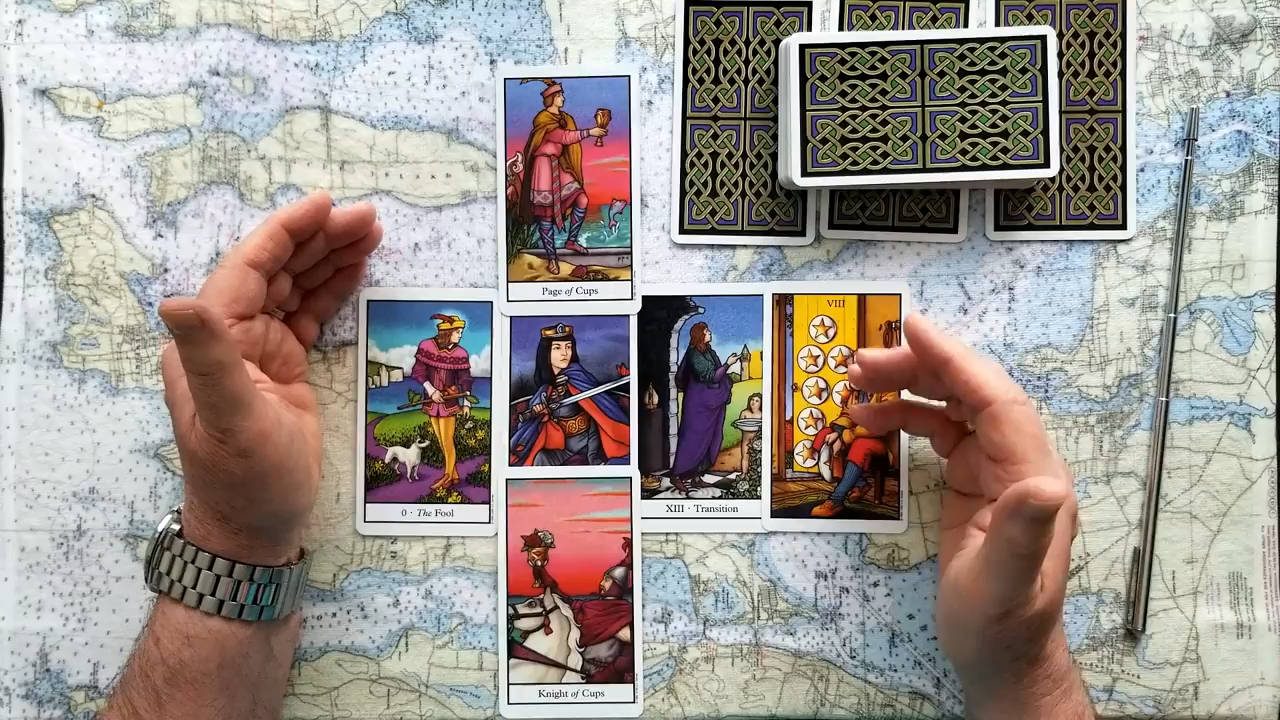 Page of Cups
VIII
0 · The Fool
XIII · Transition
Knight of Cups